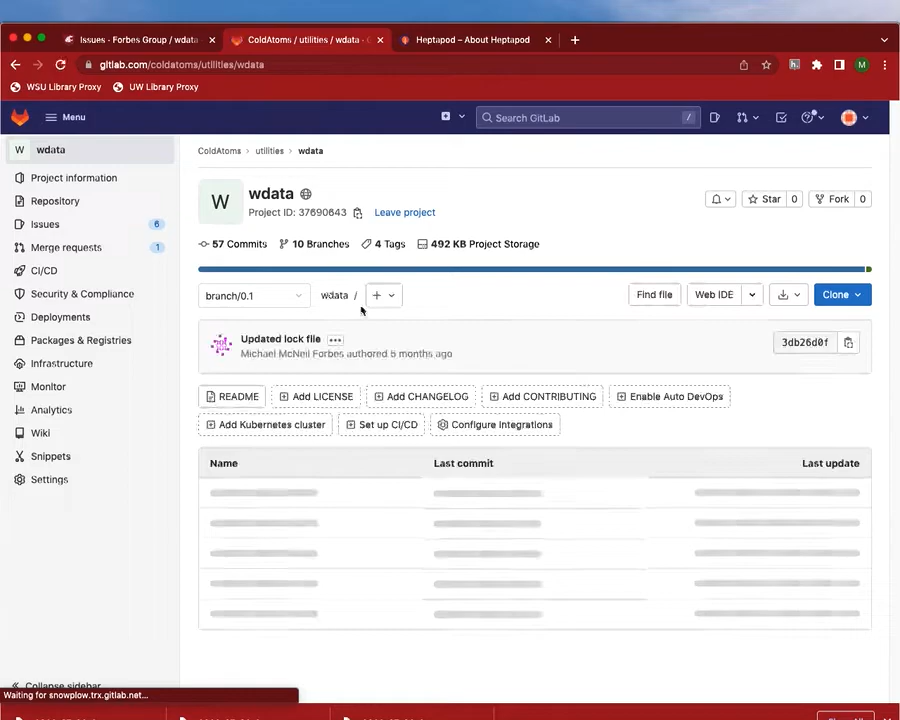 Issues - Forbes Group / wdata
ColdAtoms / utilities / wdata ·
Heptapod – About Heptapod
gitlab.com/coldatoms/utilities/wdata
M
WSU Library Proxy
UW Library Proxy
Menu
Search GitLab
/
W wdata
Project information
Repository
Issues 6
Merge requests 1
CI/CD
Security & Compliance
Deployments
Packages & Registries
Infrastructure
Monitor
Analytics
Wiki
Snippets
Settings
Collapse sidebar
ColdAtoms > utilities > wdata
W
wdata
Project ID: 37690643
Leave project
Star 0
Fork 0
57 Commits
10 Branches
4 Tags
492 KB Project Storage
branch/0.1
wdata /
Find file
Web IDE
Clone
Updated lock file
Michael McNeil Forbes authored 6 months ago
3db26d0f
README
Add LICENSE
Add CHANGELOG
Add CONTRIBUTING
Enable Auto DevOps
Add Kubernetes cluster
Set up CI/CD
Configure Integrations
Name
Last commit
Last update
Waiting for snowplow.trx.gitlab.net...